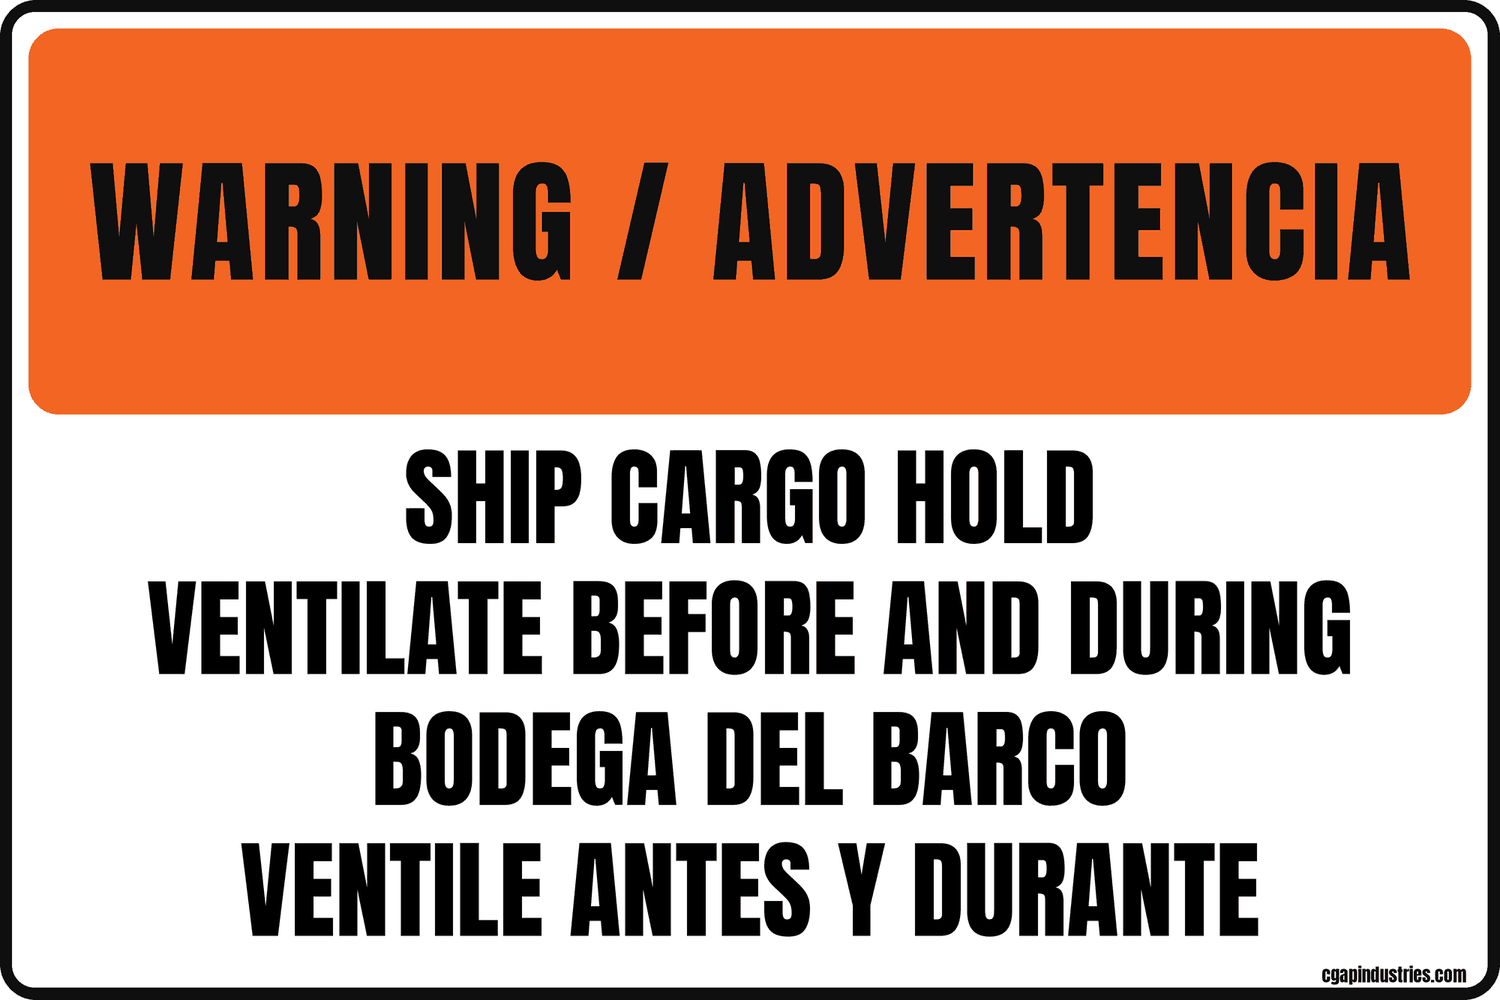 WARNING / ADVERTENCIA
SHIP CARGO HOLD
VENTILATE BEFORE AND DURING
BODEGA DEL BARCO
VENTILE ANTES Y DURANTE
cgapindustries.com